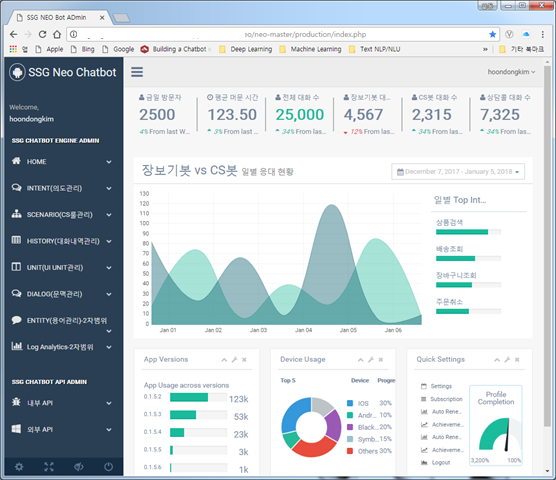 SSG NEO Bot ADmin
ro/neo-master/production/index.php
앱 Shopping Bing Google Building a Chatbot Deep Learning Machine Learning Text NLP/NLU » 기타 북마크
SSG Neo Chatbot
hoondongkim
Welcome,
hoondongkim
SSG CHATBOT ENGINE ADMIN
HOME
INTENT(의도관리)
SCENARIO(CS룰관리)
HISTORY(대화내역관리)
UNIT(UI UNIT관리)
DIALOG(문맥관리)
ENTITY(용어관리)-2차범위
Log Analytics-2차범위
SSG CHATBOT API ADMIN
내부 API
외부 API
금일 방문자
2500
4% From last W...
평균 머문 시간
123.50
3% From las...
전체 대화 수
25,000
34% From las...
장보기봇 대...
4,567
12% From las...
CS봇 대화 수
2,315
34% From las...
상담톨 대화 수
7,325
34% From las...
장보기봇 vs CS봇 일별 응대 현황
December 7, 2017 - January 5, 2018
130
120
110
100
90
80
70
60
50
40
30
20
10
0
Jan 01 Jan 02 Jan 03 Jan 04 Jan 05 Jan 06
일별 Top Int...
상품검색
배송조회
장바구니조회
주문취소
App Versions
App Usage across versions
0.1.5.2 123k
0.1.5.3 53k
0.1.5.4 23k
0.1.5.5 3k
0.1.5.6 1k
Device Usage
Top 5 Device Progre
IOS 30%
Andr... 10%
Black... 20%
Symb... 15%
Others 30%
Quick Settings
Settings
Subscription
Auto Rene...
Achieveme...
Auto Rene...
Achieveme...
Logout
Profile
Completion
3,200% 100%